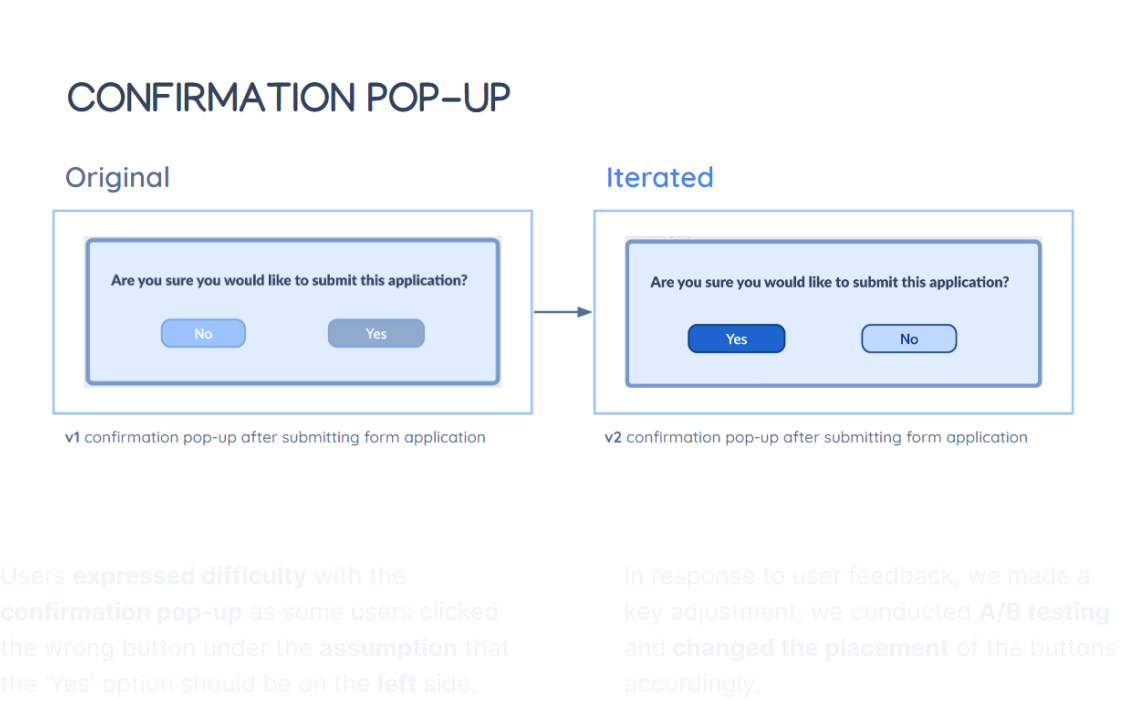 CONFIRMATION POP-UP
Original
Iterated
Are you sure you would like to submit this application?
No
Yes
Are you sure you would like to submit this application?
Yes
No
v1 confirmation pop-up after submitting form application
v2 confirmation pop-up after submitting form application
Users expressed difficulty with the
confirmation pop-up as some users clicked
the wrong button under the assumption that
the 'Yes' option should be on the left side.
In response to user feedback, we made a
key adjustment: we conducted A/B testing
and changed the placement of the buttons
accordingly.